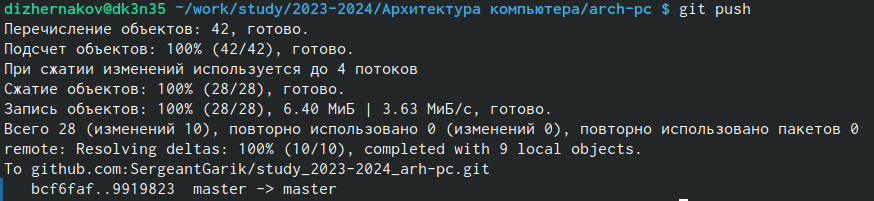 dizhernakov@dk3n35 ~/work/study/2023-2024/Архитектура компьютера/arch-pc $ git push
Перечисление объектов: 42, готово.
Подсчет объектов: 100% (42/42), готово.
При сжатии изменений используется до 4 потоков
Сжатие объектов: 100% (28/28), готово.
Запись объектов: 100% (28/28), 6.40 МиБ | 3.63 МиБ/с, готово.
Всего 28 (изменений 10), повторно использовано 0 (изменений 0), повторно использовано пакетов 0
remote: Resolving deltas: 100% (10/10), completed with 9 local objects.
To github.com:SergeantGarik/study_2023-2024_arh-pc.git
   bcf6faf..9919823  master -> master